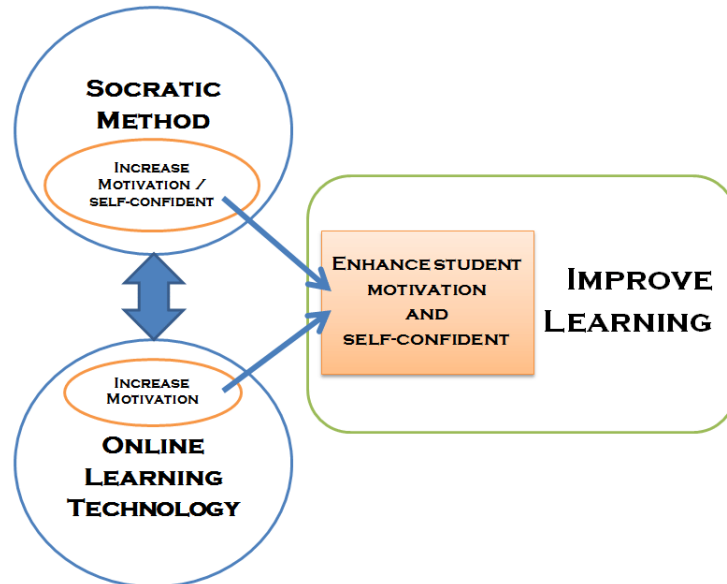 Socratic
Method
Increase
Motivation /
self-confident
Enhance student
motivation
and
self-confident
Improve
Learning
Increase
Motivation
Online
Learning
Technology